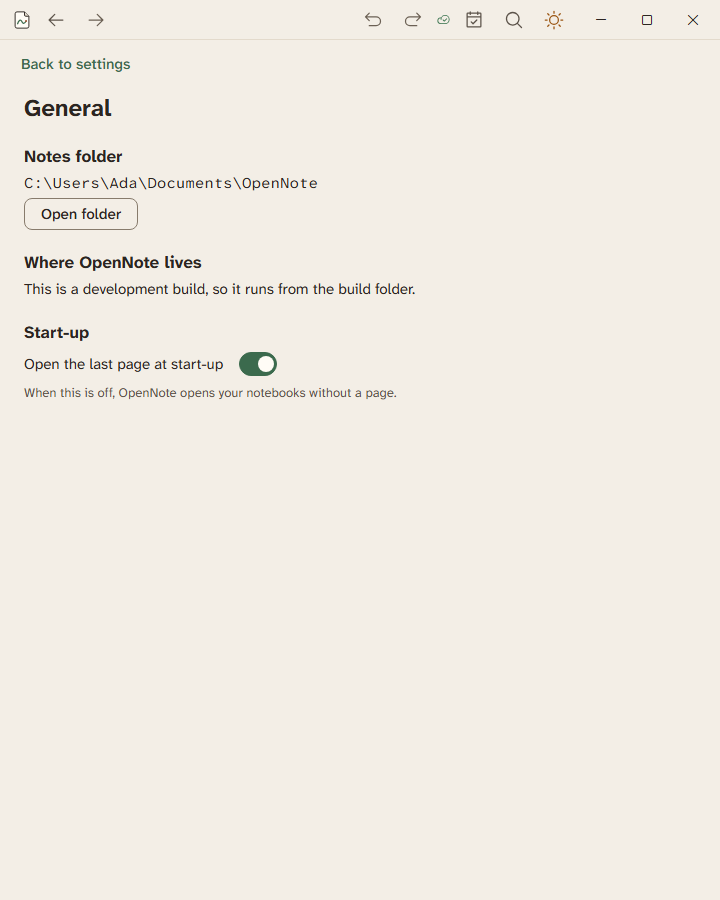 Back to settings
General
Notes folder
C:\Users\Ada\Documents\OpenNote
Open folder
Where OpenNote lives
This is a development build, so it runs from the build folder.
Start-up
Open the last page at start-up
When this is off, OpenNote opens your notebooks without a page.